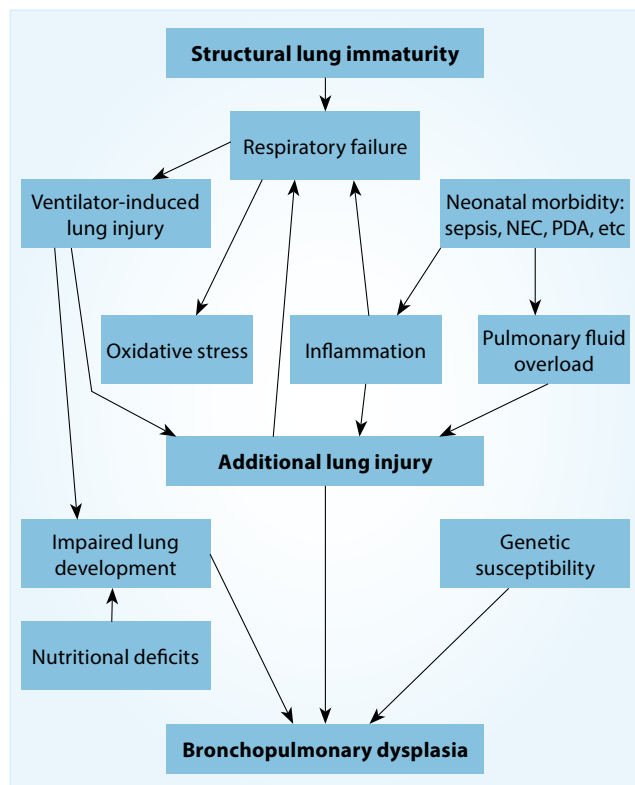 Structural lung immaturity
Respiratory failure
Ventilator-induced
lung injury
Neonatal morbidity:
sepsis, NEC, PDA, etc
Oxidative stress
Inflammation
Pulmonary fluid
overload
Additional lung injury
Impaired lung
development
Genetic
susceptibility
Nutritional deficits
Bronchopulmonary dysplasia